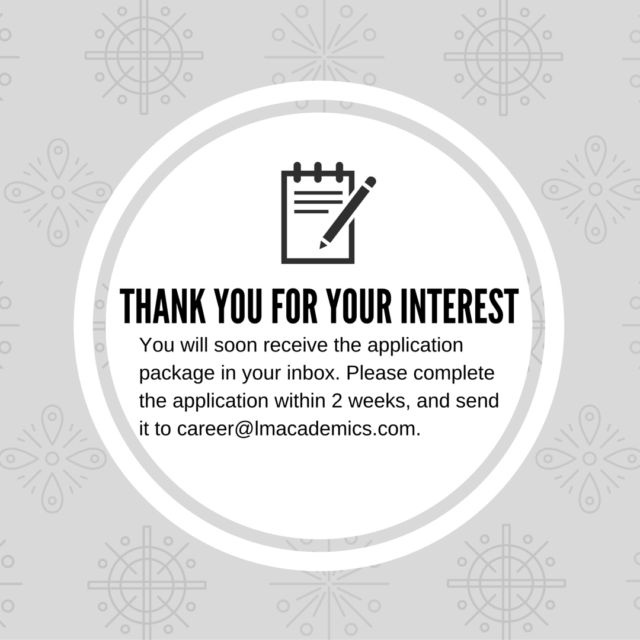 THANK YOU FOR YOUR INTEREST
You will soon receive the application
package in your inbox. Please complete
the application within 2 weeks, and send
it to career@lmacademics.com.